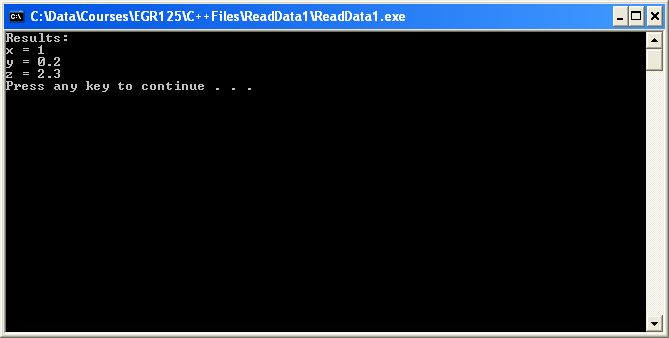 C:\Data\Courses\EGR125\C++Files\ReadData1\ReadData1.exe
Results:
x = 1
y = 0.2
z = 2.3
Press any key to continue . . .